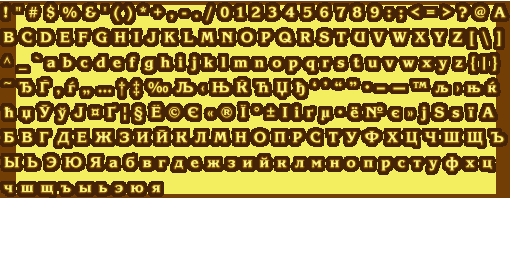 ! " # $ % & ' ( ) * + , - . / 0 1 2 3 4 5 6 7 8 9 : ; < = > ? @ A
B C D E F G H I J K L M N O P Q R S T U V W X Y Z [ \ ]
^ _ ` a b c d e f g h i j k l m n o p q r s t u v w x y z { | }
~ Ђ Ѓ ‚ ѓ „ … † ‡ ‰ Љ ‹ Њ Ќ Ћ Џ ђ ‘ ’ “ ” • – — ™ љ › њ ќ
ћ џ Ў ў Ј ¤ Ґ ¦ § Ё © Є « ® Ї ° ± І і ґ µ · ё № є » ј Ѕ ѕ ї А
Б В Г Д Е Ж З И Й К Л М Н О П Р С Т У Ф Х Ц Ч Ш Щ Ъ
Ы Ь Э Ю Я а б в г д е ж з и й к л м н о п р с т у ф х ц
ч ш щ ъ ы ь э ю я